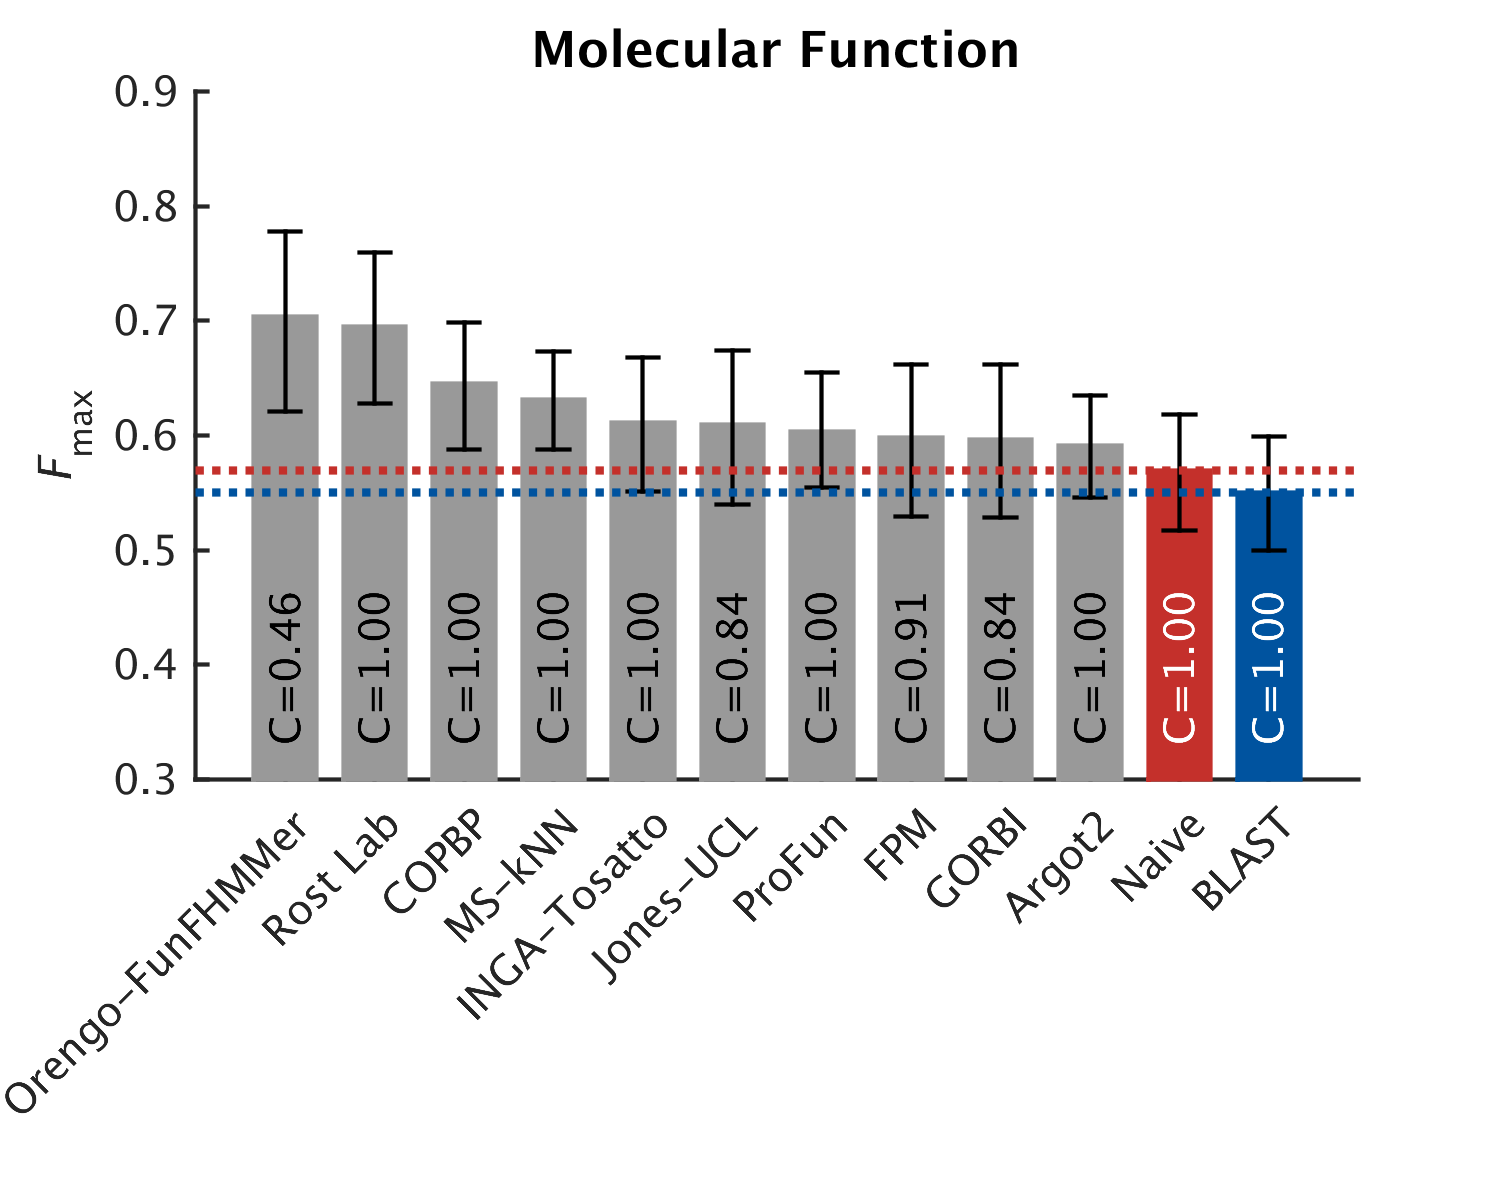 Molecular Function
0.9
0.8
0.7
0.6
0.5
0.4
0.3
Fmax
C=0.46
C=1.00
C=1.00
C=1.00
C=1.00
C=0.84
C=1.00
C=0.91
C=0.84
C=1.00
C=1.00
C=1.00
Orengo-FunFHMMer
Rost Lab
COPBP
MS-kNN
INGA-Tosatto
Jones-UCL
ProFun
FPM
GORBI
Argot2
Naive
BLAST